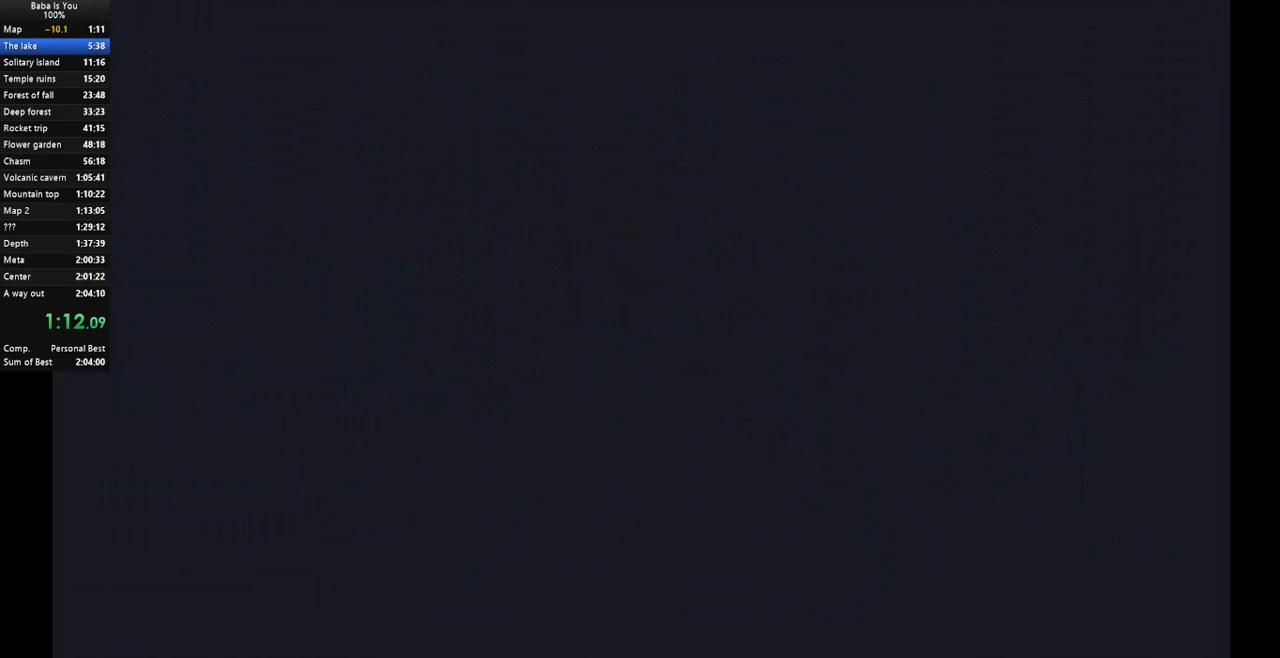 Baba Is You
100%
Map −10.1 1:11
The lake 5:38
Solitary island 11:16
Temple ruins 15:20
Forest of fall 23:48
Deep forest 33:23
Rocket trip 41:15
Flower garden 48:18
Chasm 56:18
Volcanic cavern 1:05:41
Mountain top 1:10:22
Map 2 1:13:05
??? 1:29:12
Depth 1:37:39
Meta 2:00:33
Center 2:01:22
A way out 2:04:10
1:12.09
Comp. Personal Best
Sum of Best 2:04:00